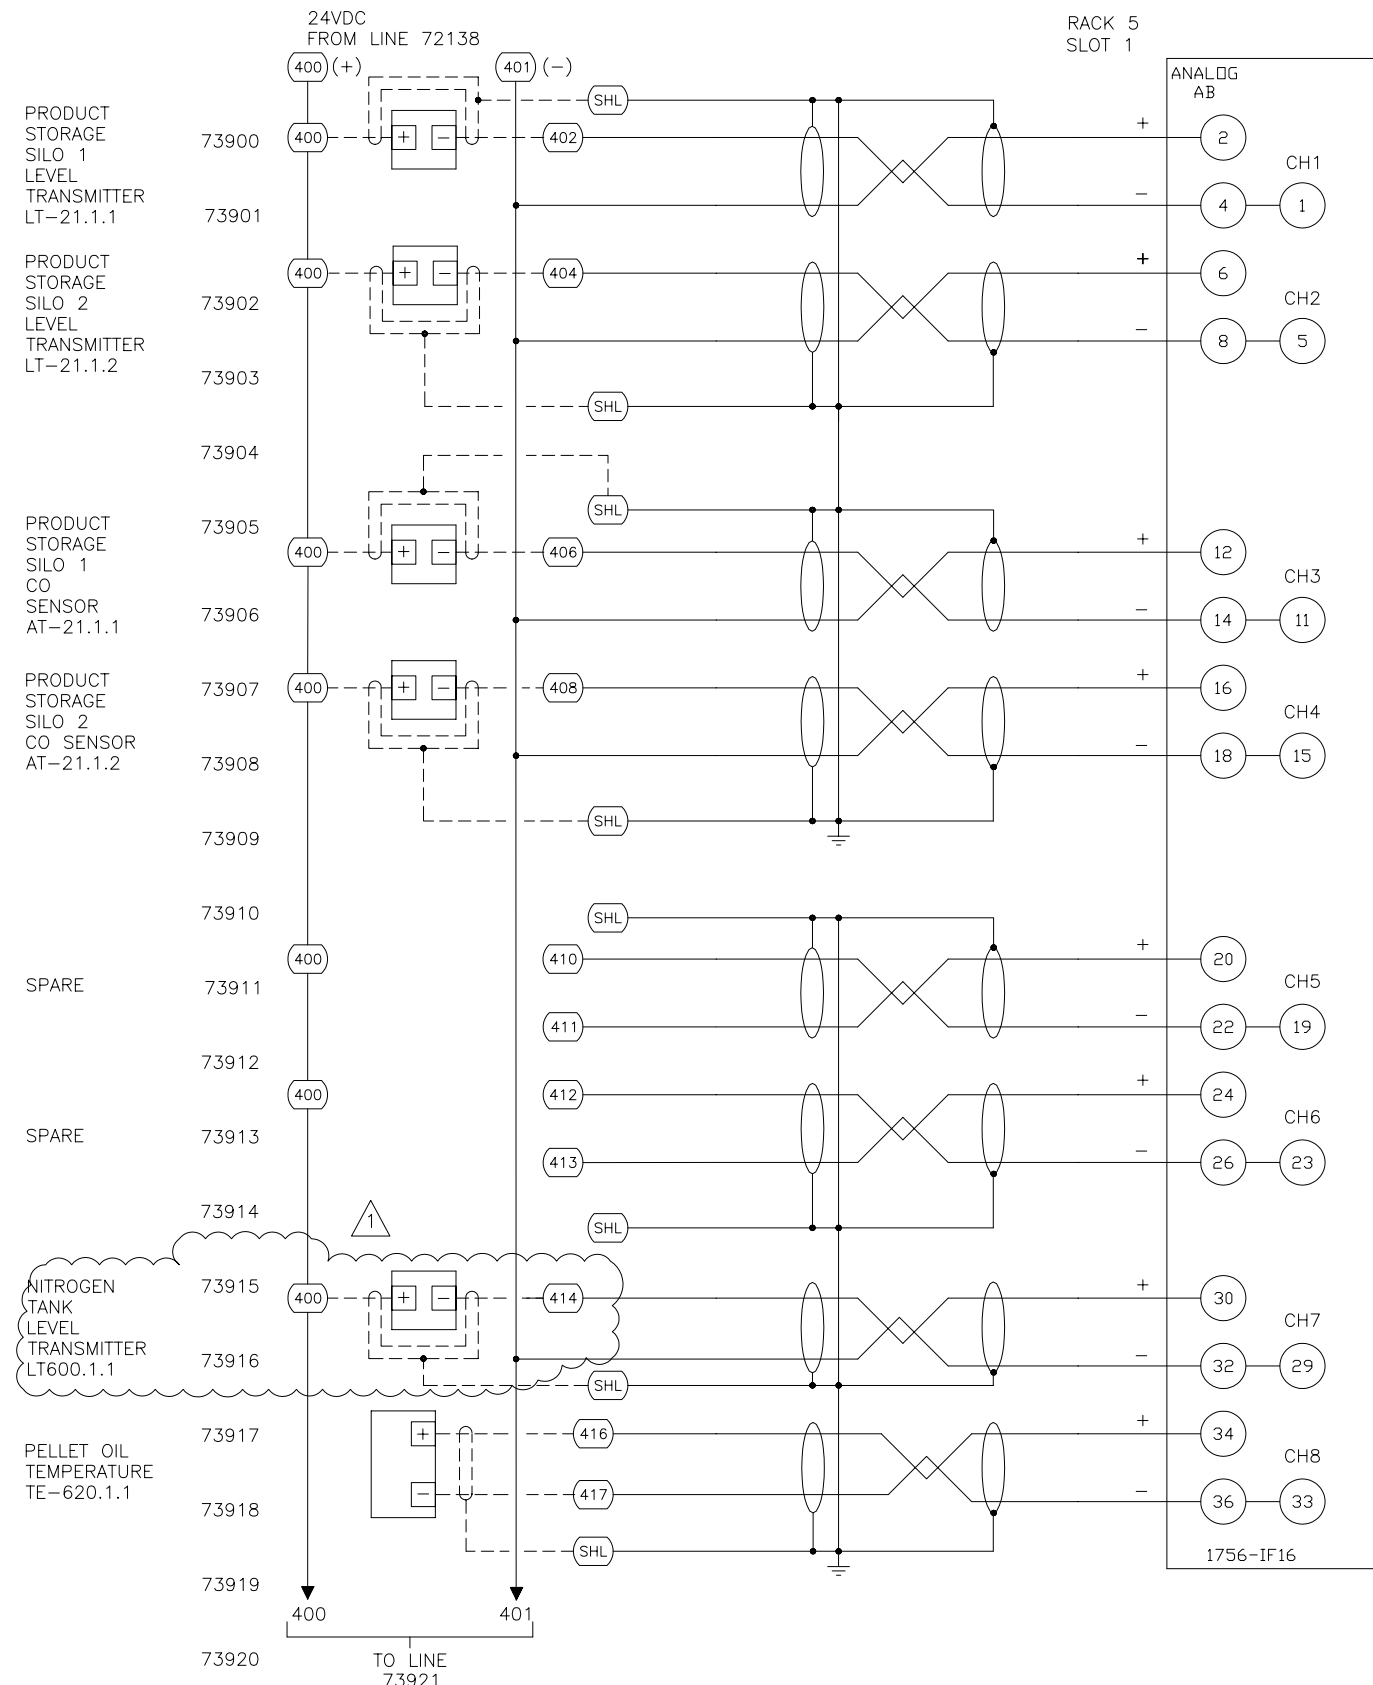 24VDC
FROM LINE 72138
400 (+)
401 (-)
RACK 5
SLOT 1
ANALOG
AB
PRODUCT
STORAGE
SILO 1
LEVEL
TRANSMITTER
LT-21.1.1
73900
400
+ -
SHL
402
+
2
CH1
73901
-
4
1
PRODUCT
STORAGE
SILO 2
LEVEL
TRANSMITTER
LT-21.1.2
400
+ -
404
+
6
73902
CH2
-
8
5
73903
SHL
73904
SHL
PRODUCT
STORAGE
SILO 1
CO
SENSOR
AT-21.1.1
73905
400
+ -
406
+
12
CH3
73906
-
14
11
PRODUCT
STORAGE
SILO 2
CO SENSOR
AT-21.1.2
73907
400
+ -
408
+
16
CH4
73908
-
18
15
SHL
73909
73910
SHL
400
410
+
20
SPARE
73911
CH5
411
-
22
19
73912
400
412
+
24
SPARE
73913
CH6
413
-
26
23
73914
1
SHL
NITROGEN
TANK
LEVEL
TRANSMITTER
LT600.1.1
73915
400
+ -
414
+
30
CH7
73916
-
32
29
SHL
PELLET OIL
TEMPERATURE
TE-620.1.1
73917
+
416
+
34
CH8
-
417
-
36
33
73918
SHL
1756-IF16
73919
400
401
73920
TO LINE
73921